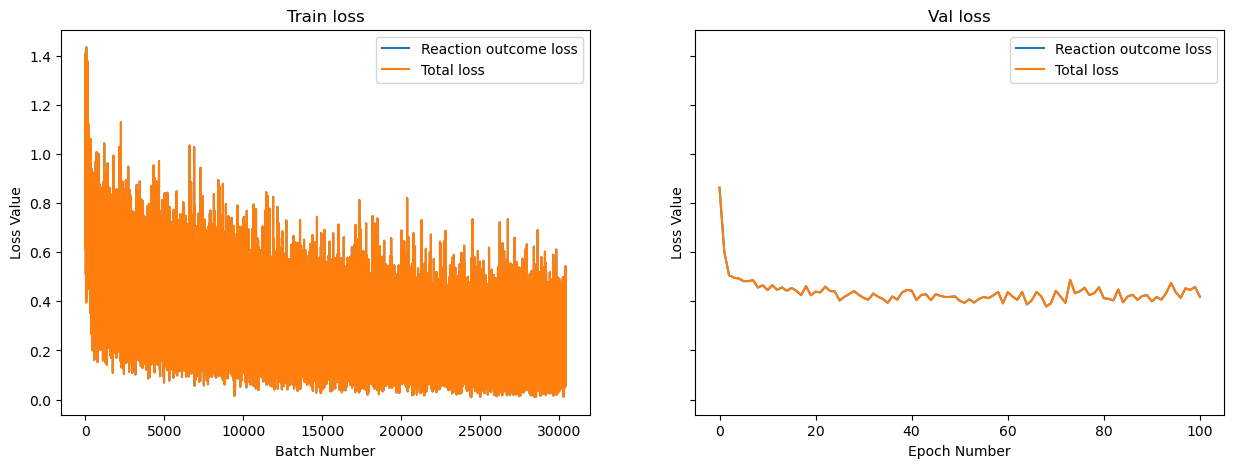 Train loss
Loss Value
1.4
1.2
1.0
0.8
0.6
0.4
0.2
0.0
Reaction outcome loss
Total loss
0 5000 10000 15000 20000 25000 30000
Batch Number
Val loss
Loss Value
Reaction outcome loss
Total loss
0 20 40 60 80 100
Epoch Number